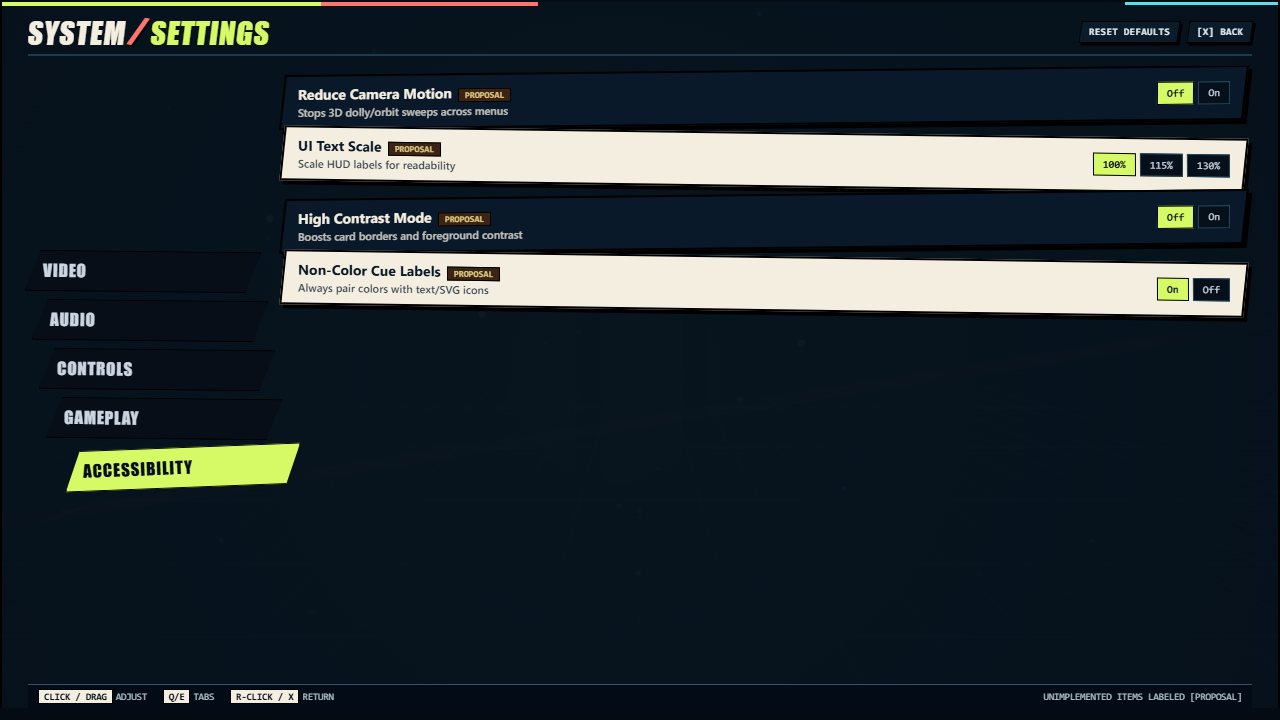 SYSTEM/SETTINGS
RESET DEFAULTS
[X] BACK
Reduce Camera Motion PROPOSAL
Stops 3D dolly/orbit sweeps across menus
Off On
UI Text Scale PROPOSAL
Scale HUD labels for readability
100% 115% 130%
High Contrast Mode PROPOSAL
Boosts card borders and foreground contrast
Off On
Non-Color Cue Labels PROPOSAL
Always pair colors with text/SVG icons
On Off
VIDEO
AUDIO
CONTROLS
GAMEPLAY
ACCESSIBILITY
CLICK / DRAG ADJUST Q/E TABS R-CLICK / X RETURN
UNIMPLEMENTED ITEMS LABELED [PROPOSAL]